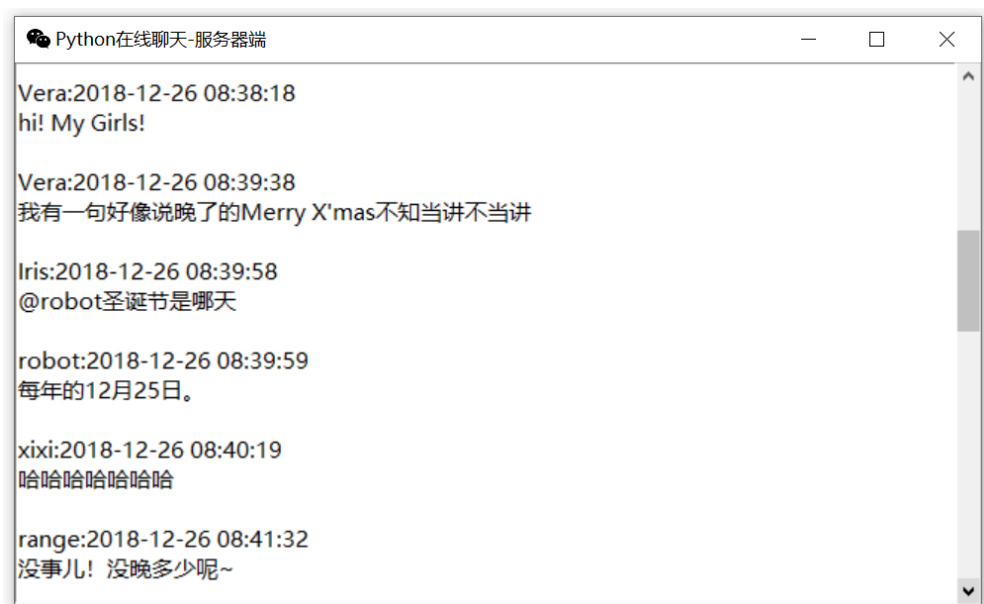 Python在线聊天-服务器端
Vera:2018-12-26 08:38:18
hi! My Girls!
Vera:2018-12-26 08:39:38
我有一句好像说晚了的Merry X'mas不知当讲不当讲
Iris:2018-12-26 08:39:58
@robot圣诞节是哪天
robot:2018-12-26 08:39:59
每年的12月25日。
xixi:2018-12-26 08:40:19
哈哈哈哈哈哈哈
range:2018-12-26 08:41:32
没事儿！没晚多少呢~